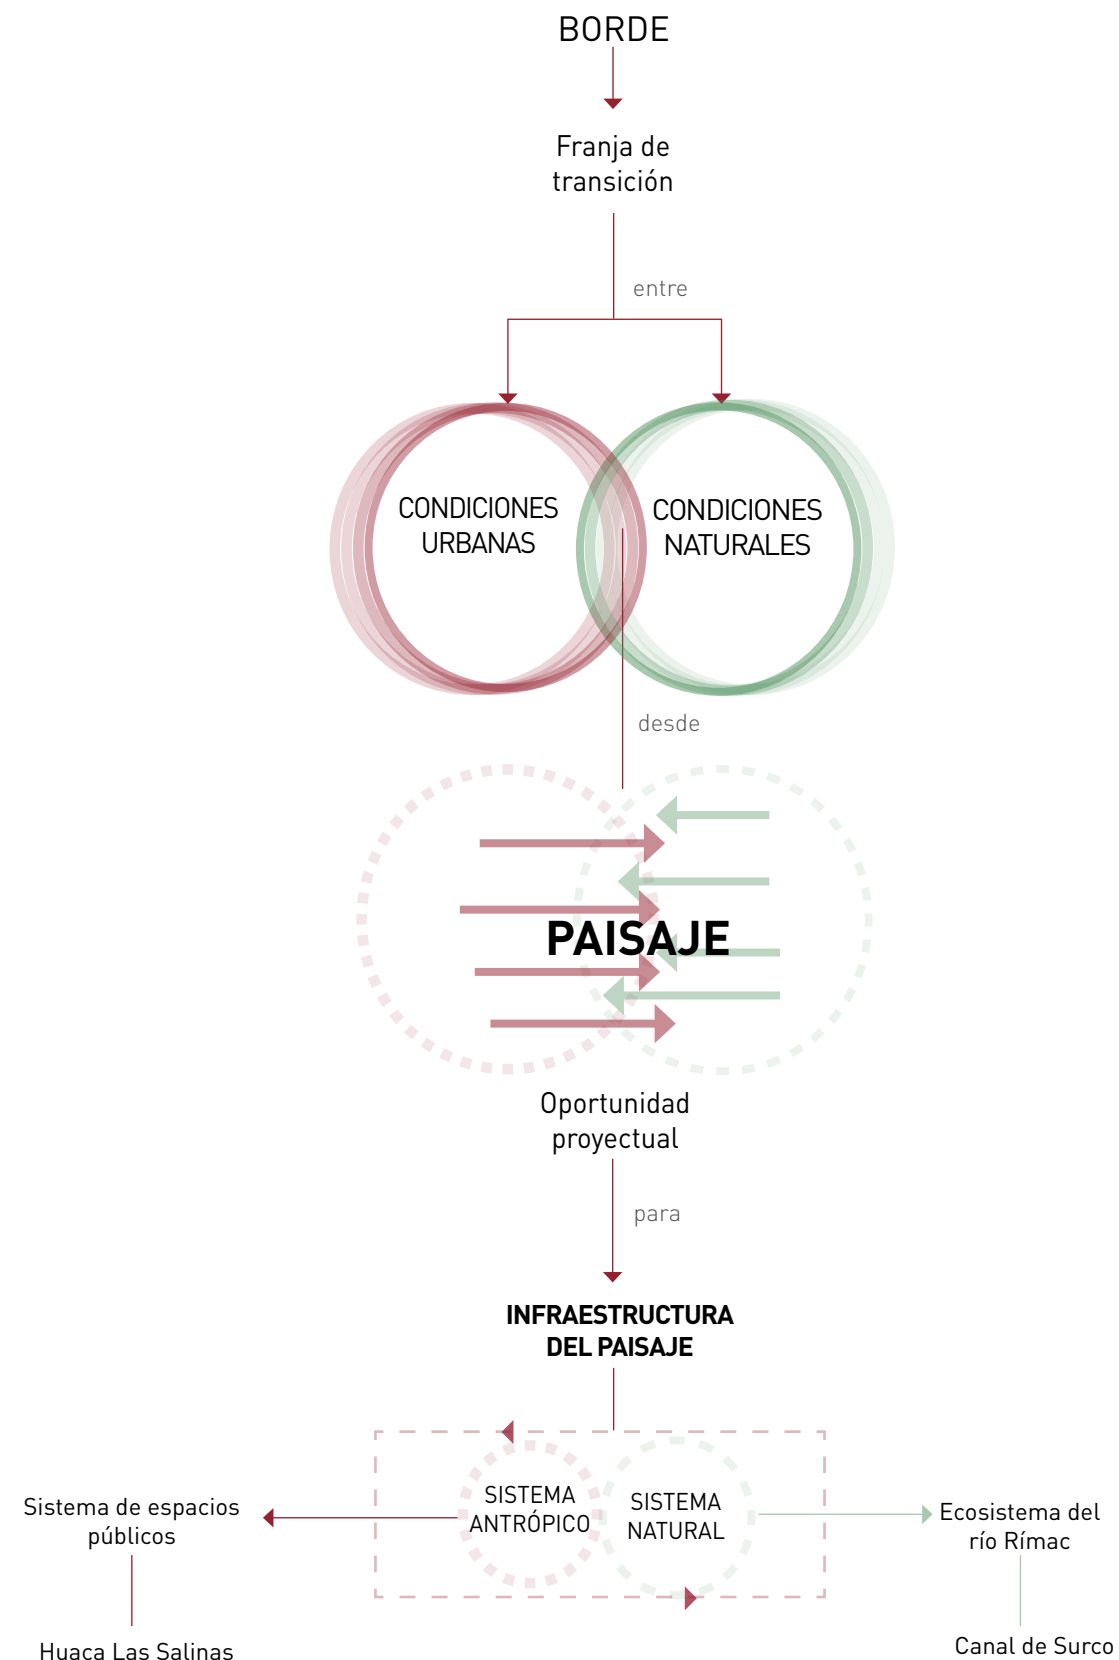 BORDE
Franja de
transición
entre
CONDICIONES
URBANAS
CONDICIONES
NATURALES
desde
PAISAJE
Oportunidad
proyectual
para
INFRAESTRUCTURA
DEL PAISAJE
SISTEMA
ANTRÓPICO
SISTEMA
NATURAL
Sistema de espacios
públicos
Ecosistema del
río Rímac
Huaca Las Salinas
Canal de Surco